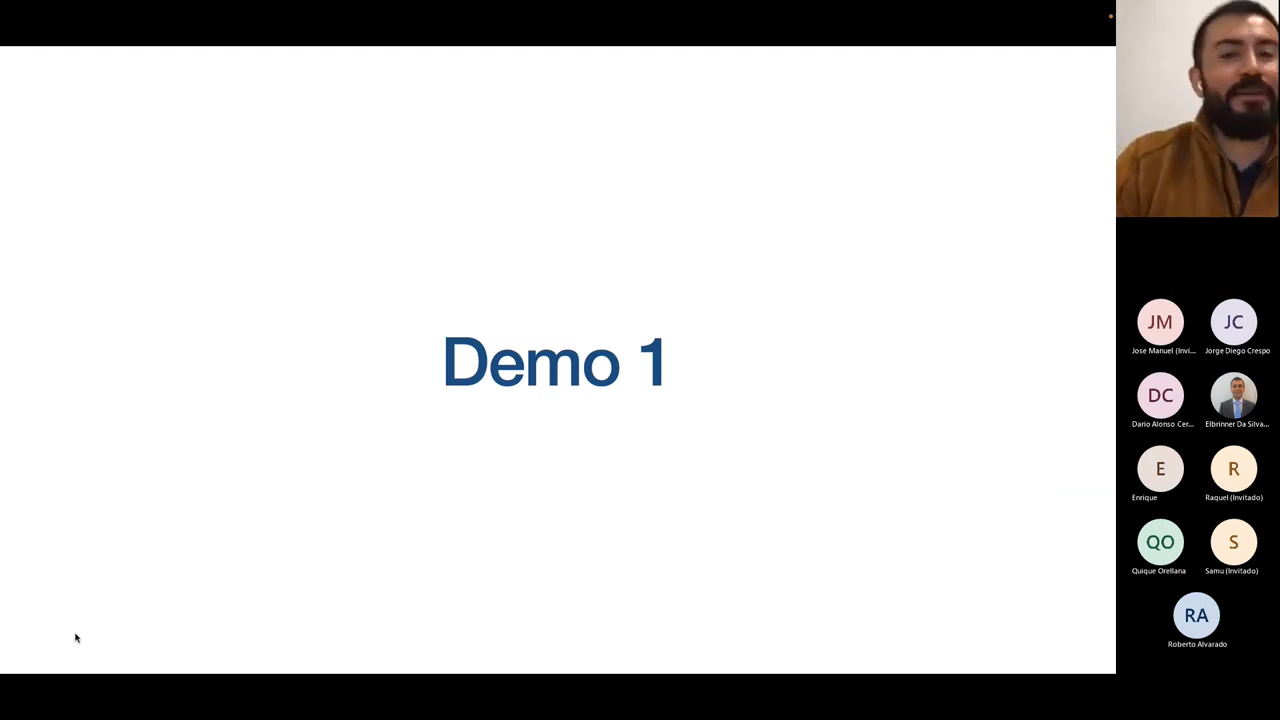 Demo 1
JM
JC
Jose Manuel (Invi...
Jorge Diego Crespo
DC
Dario Alonso Cer...
Elbrinner Da Silva...
E
R
Enrique
Raquel (Invitado)
QO
S
Quique Orellana
Samu (Invitado)
RA
Roberto Alvarado